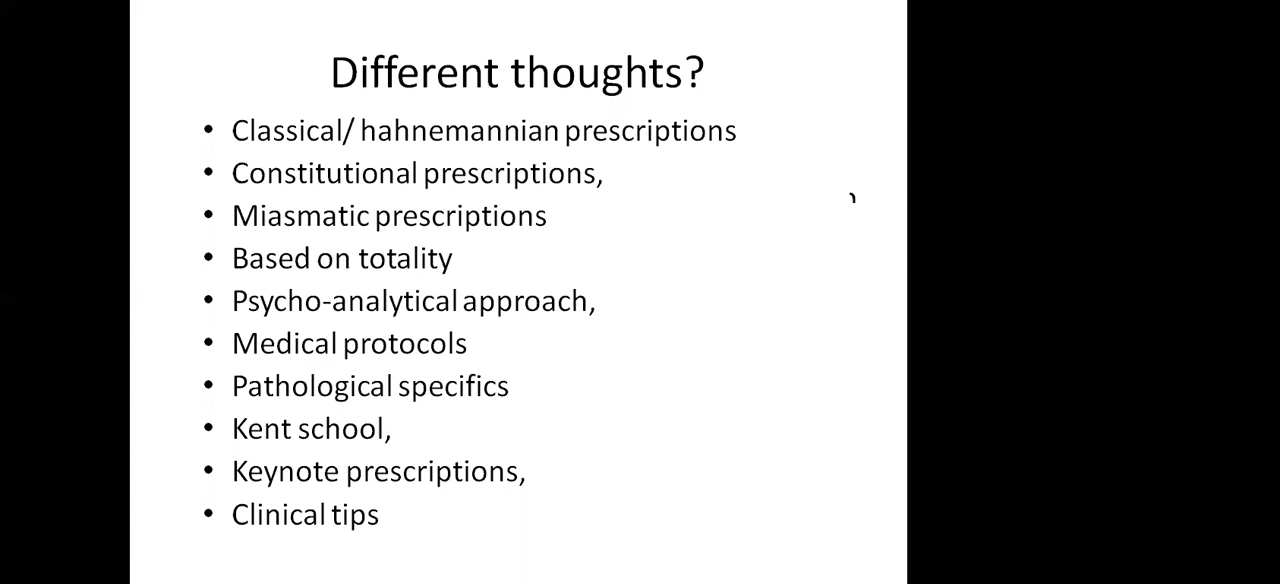 Different thoughts?
• Classical/ hahnemannian prescriptions
• Constitutional prescriptions,
• Miasmatic prescriptions
• Based on totality
• Psycho-analytical approach,
• Medical protocols
• Pathological specifics
• Kent school,
• Keynote prescriptions,
• Clinical tips